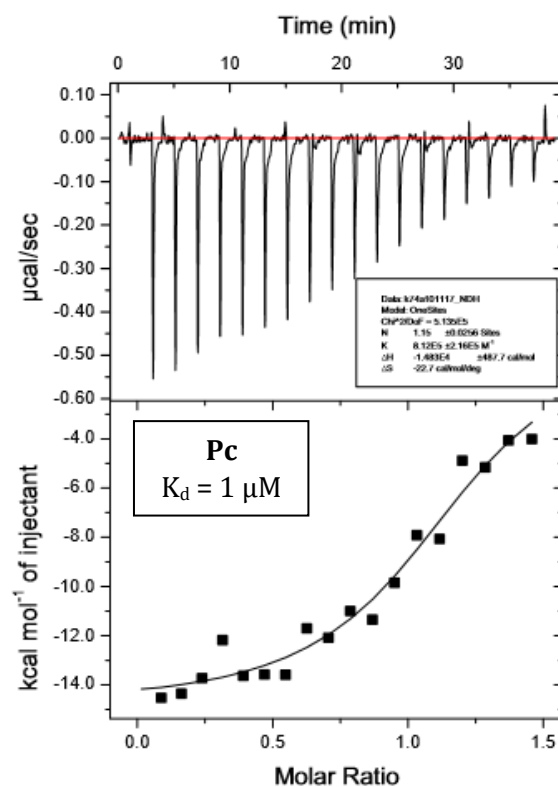 Time (min)
0 10 20 30
0.10
0.00
-0.10
-0.20
-0.30
-0.40
-0.50
-0.60
µcal/sec
Data: k74a101117_NDH
Model: OneSites
Chi^2/DoF = 5.135E5
N 1.15 ±0.0256 Sites
K 8.12E5 ±2.16E5 M⁻¹
ΔH -1.483E4 ±487.7 cal/mol
ΔS -22.7 cal/mol/deg
-4.0
-6.0
-8.0
-10.0
-12.0
-14.0
kcal mol⁻¹ of injectant
Pc
Kd = 1 µM
0.0 0.5 1.0 1.5
Molar Ratio